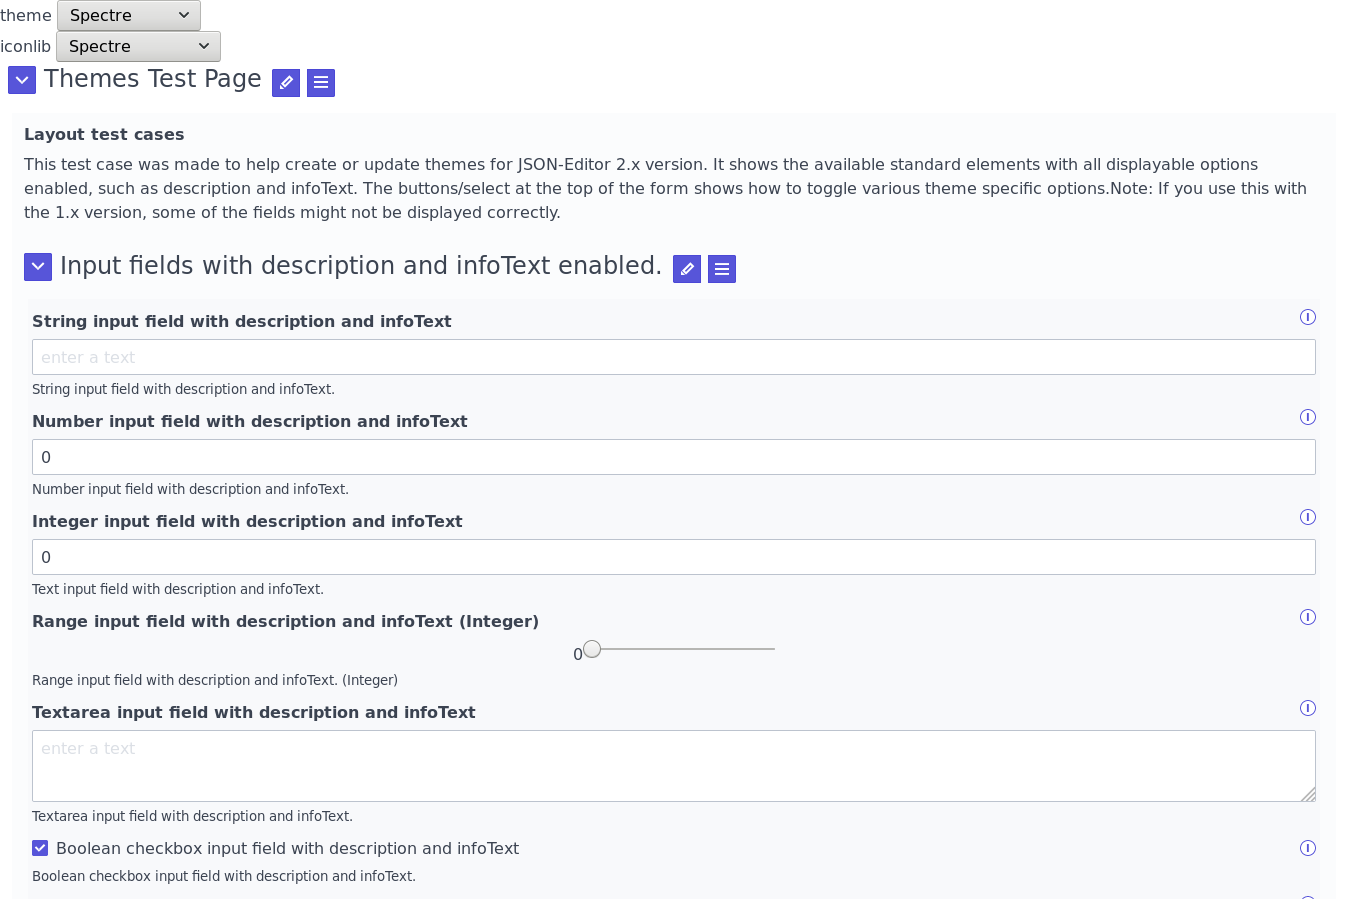 theme Spectre
iconlib Spectre
Themes Test Page
Layout test cases
This test case was made to help create or update themes for JSON-Editor 2.x version. It shows the available standard elements with all displayable options
enabled, such as description and infoText. The buttons/select at the top of the form shows how to toggle various theme specific options.Note: If you use this with
the 1.x version, some of the fields might not be displayed correctly.
Input fields with description and infoText enabled.
String input field with description and infoText
enter a text
String input field with description and infoText.
Number input field with description and infoText
0
Number input field with description and infoText.
Integer input field with description and infoText
0
Text input field with description and infoText.
Range input field with description and infoText (Integer)
0
Range input field with description and infoText. (Integer)
Textarea input field with description and infoText
enter a text
Textarea input field with description and infoText.
Boolean checkbox input field with description and infoText
Boolean checkbox input field with description and infoText.